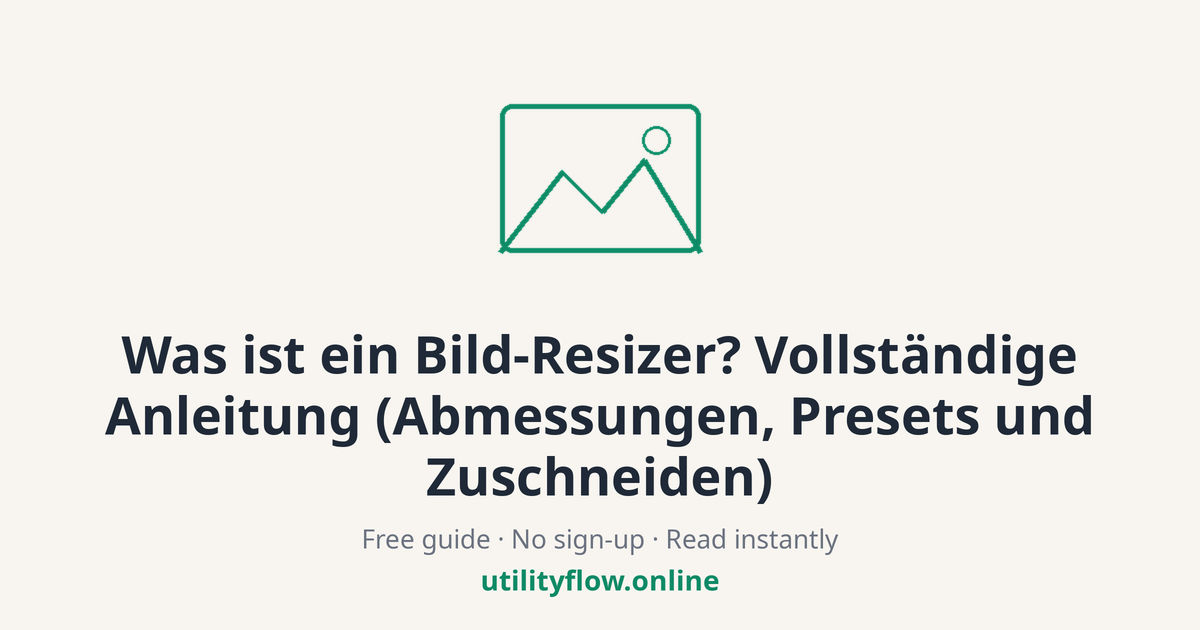 Was ist ein Bild-Resizer? Vollständige
Anleitung (Abmessungen, Presets und
Zuschneiden)
Free guide · No sign-up · Read instantly
utilityflow.online